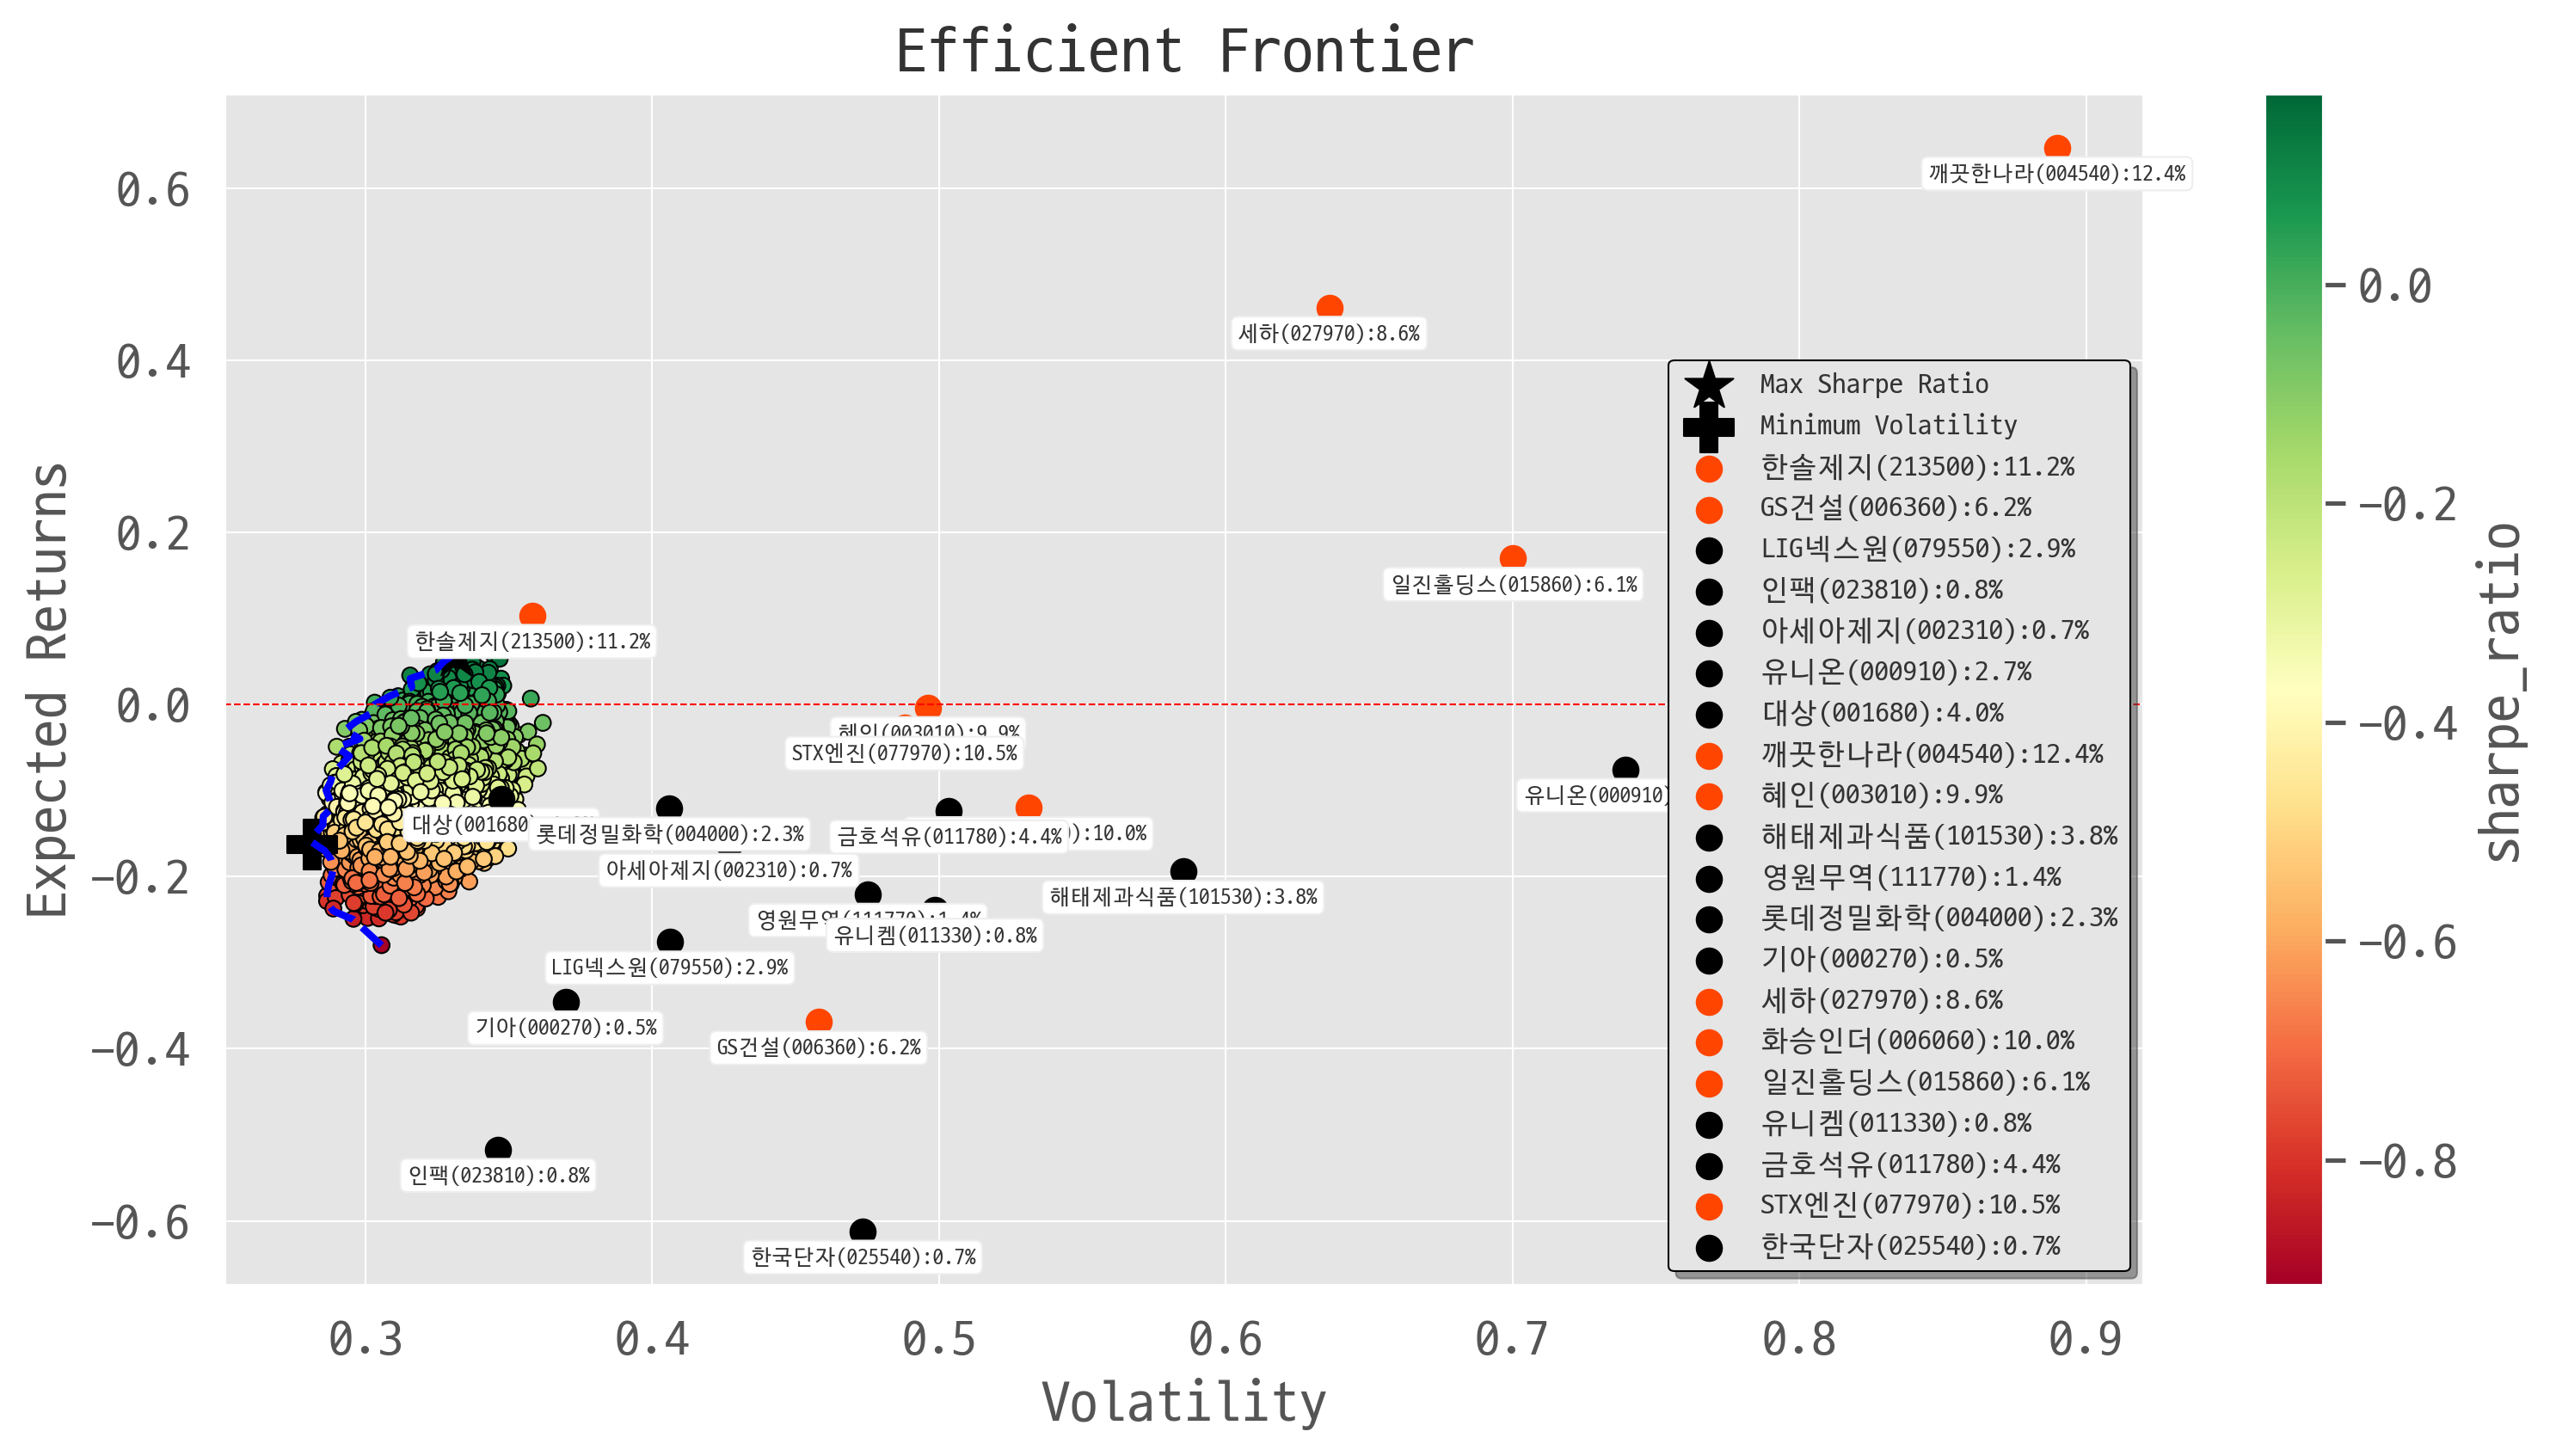 Efficient Frontier
0.6
0.4
0.2
0.0
−0.2
−0.4
−0.6
Expected Returns
깨끗한나라(004540):12.4%
세하(027970):8.6%
일진홀딩스(015860):6.1%
한솔제지(213500):11.2%
혜인(003010):9.9%
STX엔진(077970):10.5%
유니온(000910)
대상(001680)
롯데정밀화학(004000):2.3%
금호석유(011780):4.4%
):10.0%
아세아제지(002310):0.7%
해태제과식품(101530):3.8%
영원무역(111770):1.4%
유니켐(011330):0.8%
LIG넥스원(079550):2.9%
기아(000270):0.5%
GS건설(006360):6.2%
인팩(023810):0.8%
한국단자(025540):0.7%
Max Sharpe Ratio
Minimum Volatility
한솔제지(213500):11.2%
GS건설(006360):6.2%
LIG넥스원(079550):2.9%
인팩(023810):0.8%
아세아제지(002310):0.7%
유니온(000910):2.7%
대상(001680):4.0%
깨끗한나라(004540):12.4%
혜인(003010):9.9%
해태제과식품(101530):3.8%
영원무역(111770):1.4%
롯데정밀화학(004000):2.3%
기아(000270):0.5%
세하(027970):8.6%
화승인더(006060):10.0%
일진홀딩스(015860):6.1%
유니켐(011330):0.8%
금호석유(011780):4.4%
STX엔진(077970):10.5%
한국단자(025540):0.7%
0.3
0.4
0.5
0.6
0.7
0.8
0.9
Volatility
0.0
−0.2
−0.4
−0.6
−0.8
sharpe_ratio